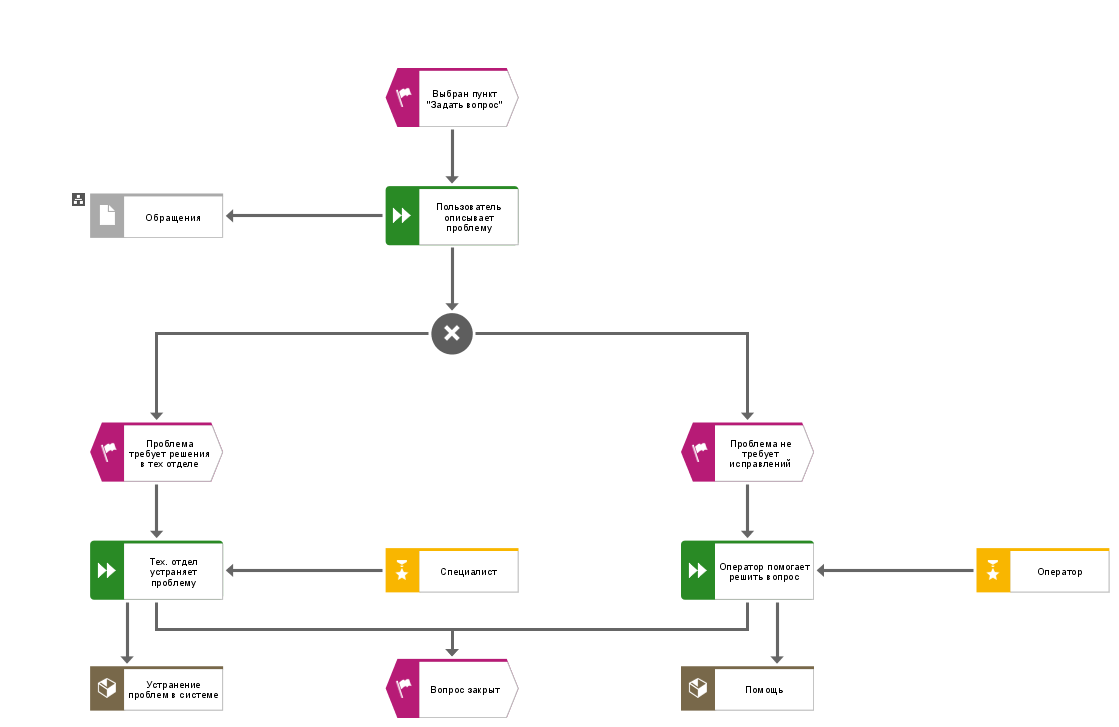 Выбран пункт
"Задать вопрос"
Обращения
Пользователь
описывает
проблему
Проблема
требует решения
в тех отделе
Проблема не
требует
исправлений
Тех. отдел
устраняет
проблему
Специалист
Оператор помогает
решить вопрос
Оператор
Устранение
проблем в системе
Вопрос закрыт
Помощь